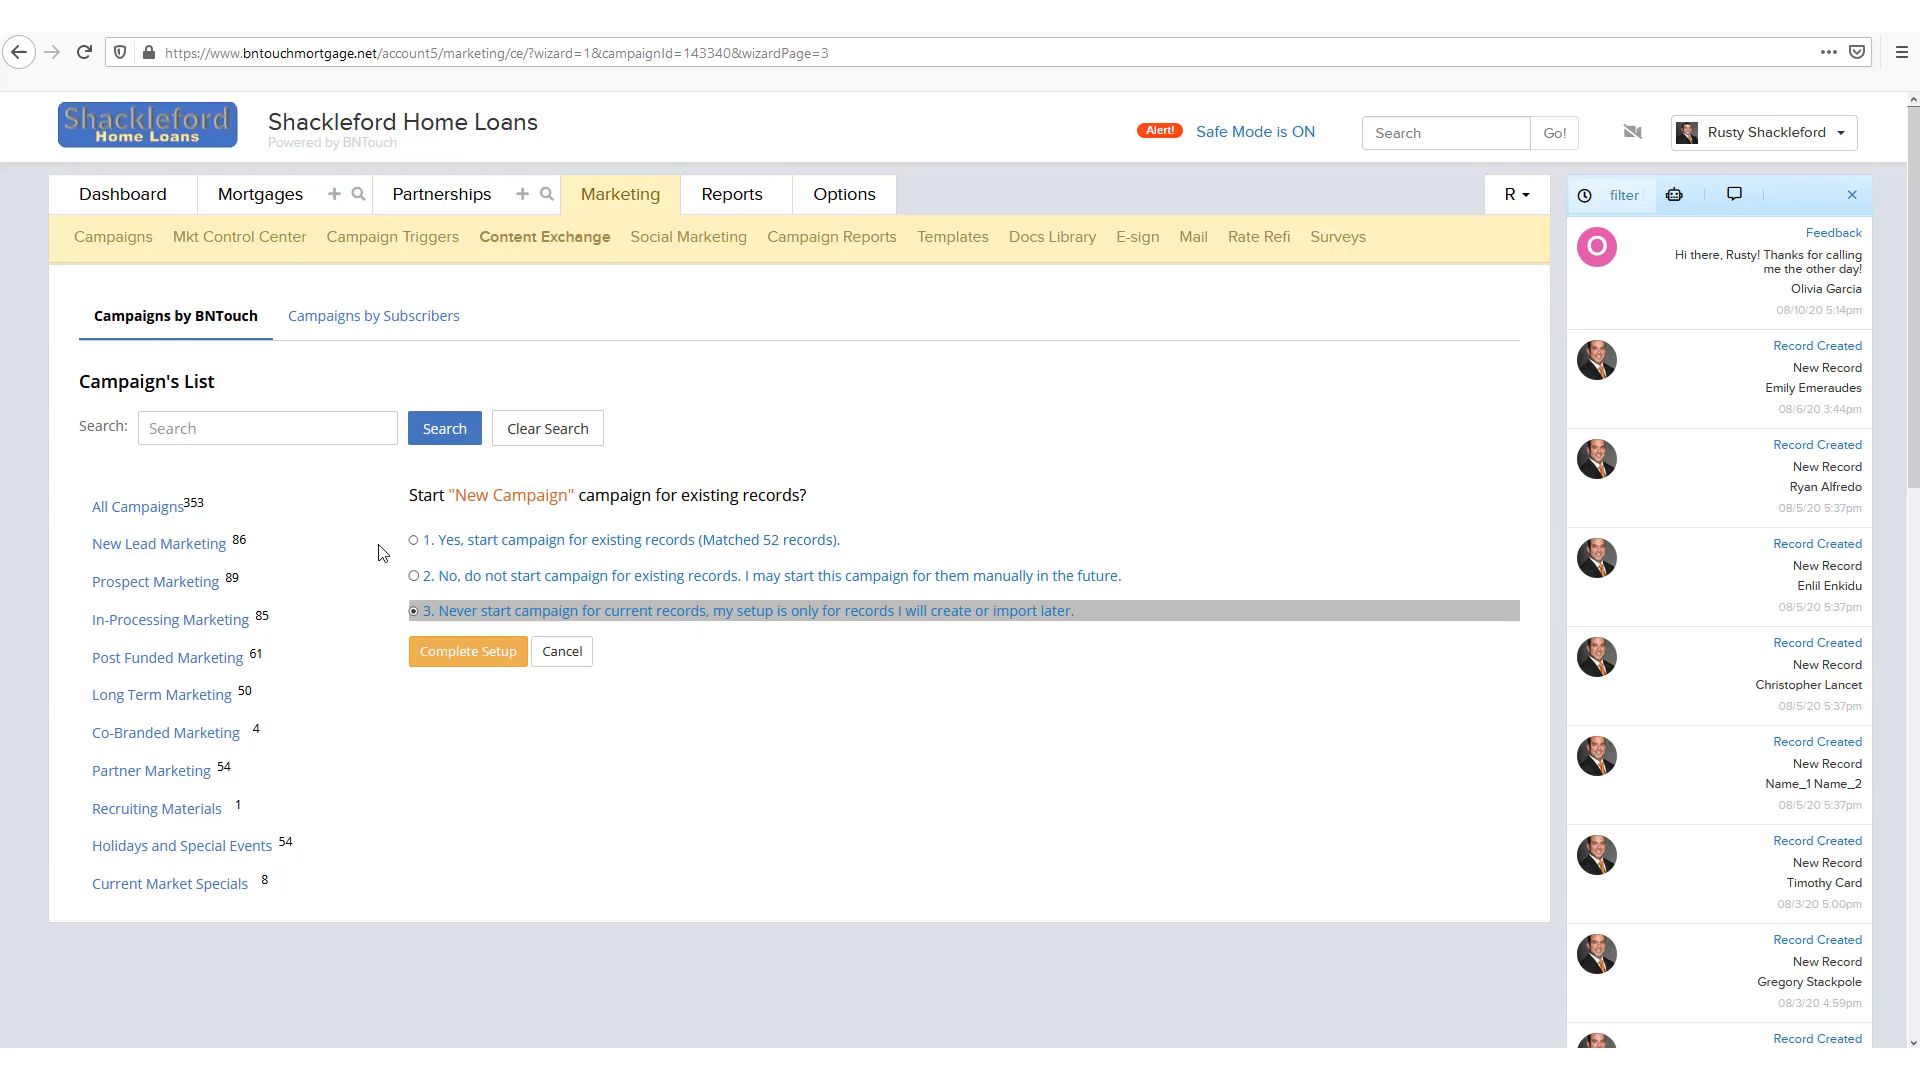 https://www.bntouchmortgage.net/account5/marketing/ce/?wizard=1&campaignId=143340&wizardPage=3
Shackleford
Home Loans
Shackleford Home Loans
Powered by BNTouch
Alert!
Safe Mode is ON
Search
Go!
Rusty Shackleford
Dashboard
Mortgages
Partnerships
Marketing
Reports
Options
R
Campaigns
Mkt Control Center
Campaign Triggers
Content Exchange
Social Marketing
Campaign Reports
Templates
Docs Library
E-sign
Mail
Rate Refi
Surveys
Campaigns by BNTouch
Campaigns by Subscribers
Campaign's List
Search:
Search
Search
Clear Search
All Campaigns 353
New Lead Marketing 86
Prospect Marketing 89
In-Processing Marketing 85
Post Funded Marketing 61
Long Term Marketing 50
Co-Branded Marketing 4
Partner Marketing 54
Recruiting Materials 1
Holidays and Special Events 54
Current Market Specials 8
Start "New Campaign" campaign for existing records?
1. Yes, start campaign for existing records (Matched 52 records).
2. No, do not start campaign for existing records. I may start this campaign for them manually in the future.
3. Never start campaign for current records, my setup is only for records I will create or import later.
Complete Setup
Cancel
filter
O
Feedback
Hi there, Rusty! Thanks for calling
me the other day!
Olivia Garcia
08/10/20 5:14pm
Record Created
New Record
Emily Emeraudes
08/6/20 3:44pm
Record Created
New Record
Ryan Alfredo
08/5/20 5:37pm
Record Created
New Record
Enlil Enkidu
08/5/20 5:37pm
Record Created
New Record
Christopher Lancet
08/5/20 5:37pm
Record Created
New Record
Name_1 Name_2
08/5/20 5:37pm
Record Created
New Record
Timothy Card
08/3/20 5:00pm
Record Created
New Record
Gregory Stackpole
08/3/20 4:59pm
Record Created